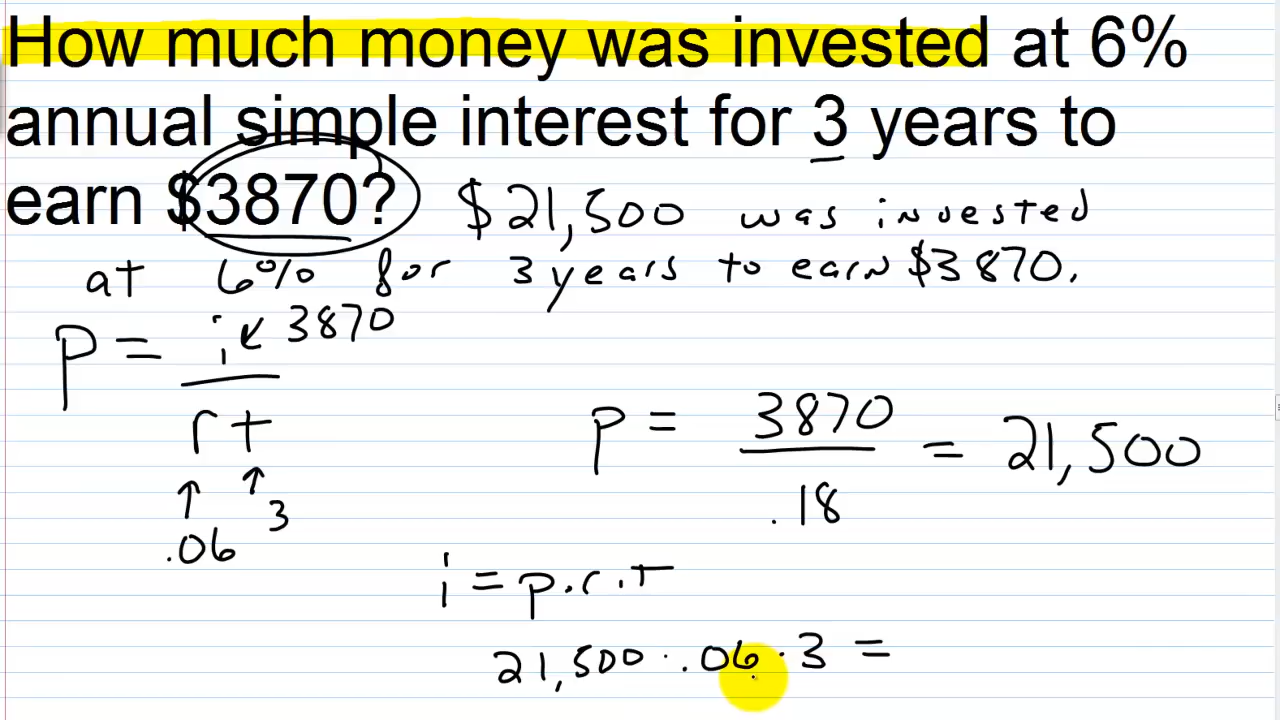 How much money was invested at 6%
annual simple interest for 3 years to
earn $3870? $21,500 was invested
at 6% for 3 years to earn $3870.
P = i ↙ 3870
r t
↑ ↑
.06 3
P = 3870 = 21,500
.18
i = p.r.t
21,500 · .06 · 3 =